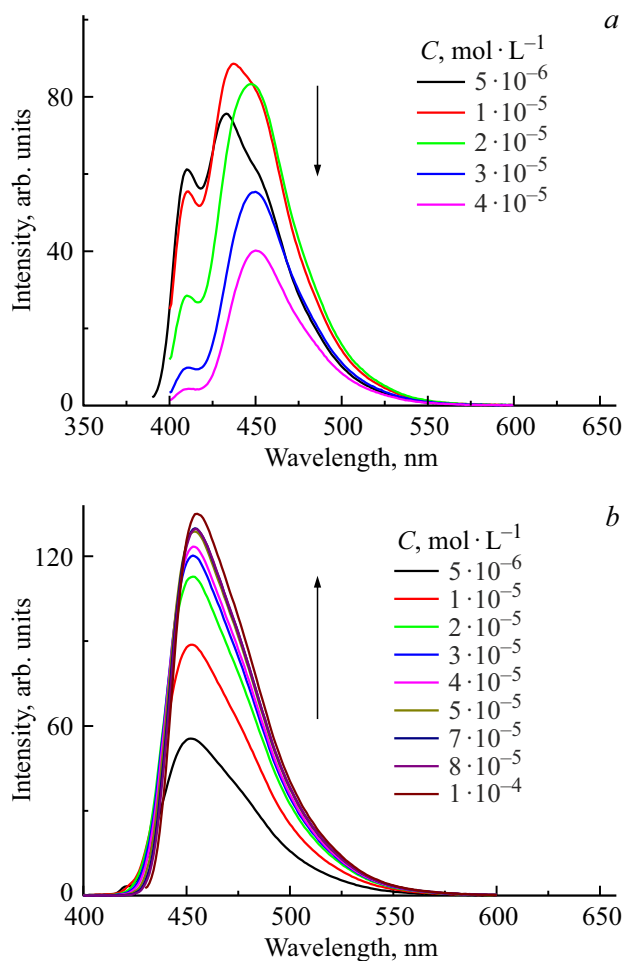 a
C, mol · L⁻¹
5 · 10⁻⁶
1 · 10⁻⁵
2 · 10⁻⁵
3 · 10⁻⁵
4 · 10⁻⁵
Intensity, arb. units
80
40
0
350 400 450 500 550 600 650
Wavelength, nm
b
C, mol · L⁻¹
5 · 10⁻⁶
1 · 10⁻⁵
2 · 10⁻⁵
3 · 10⁻⁵
4 · 10⁻⁵
5 · 10⁻⁵
7 · 10⁻⁵
8 · 10⁻⁵
1 · 10⁻⁴
Intensity, arb. units
120
60
0
400 450 500 550 600 650
Wavelength, nm